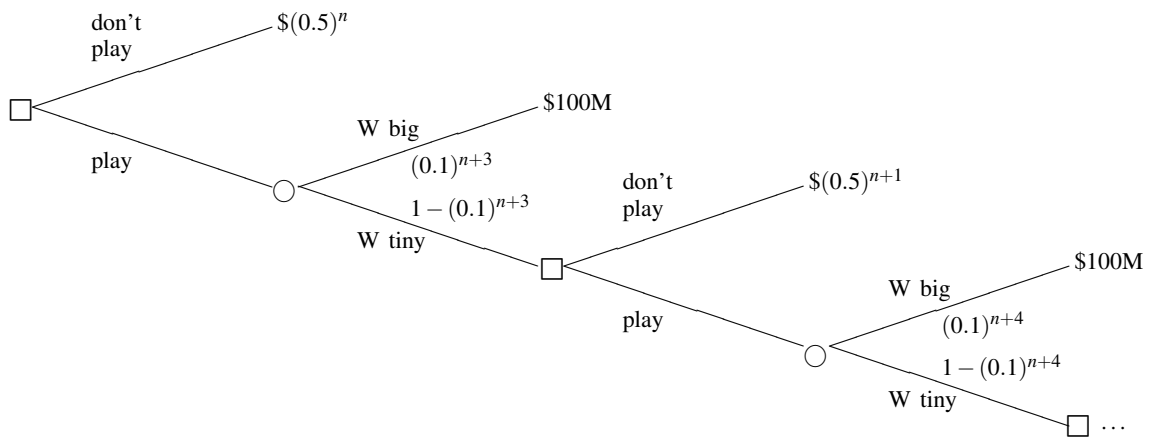 don't
play
$(0.5)^n
play
W big
(0.1)^{n+3}
$100M
1 − (0.1)^{n+3}
W tiny
don't
play
$(0.5)^{n+1}
play
W big
(0.1)^{n+4}
$100M
1 − (0.1)^{n+4}
W tiny
...